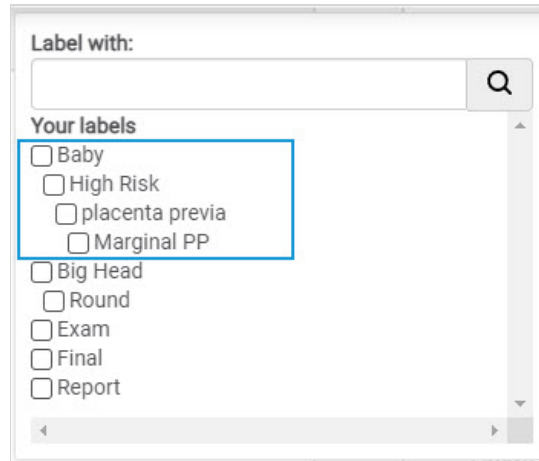 Label with:
Your labels
Baby
High Risk
placenta previa
Marginal PP
Big Head
Round
Exam
Final
Report